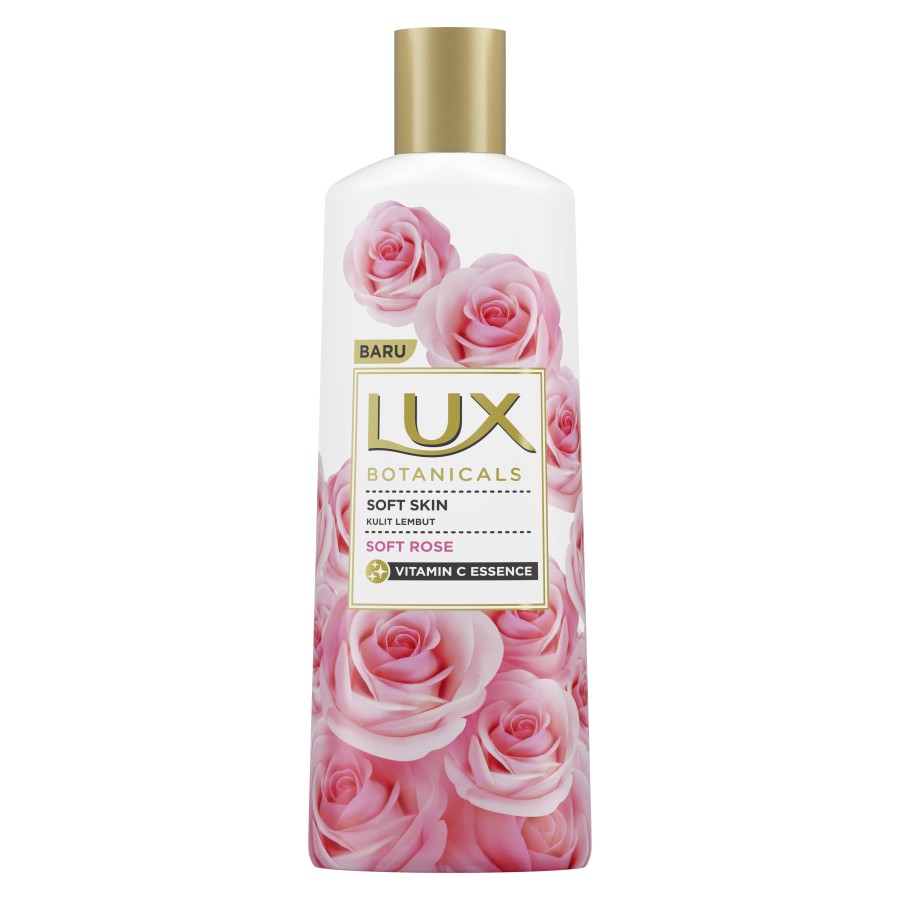 BARU
LUX
BOTANICALS
SOFT SKIN
KULIT LEMBUT
SOFT ROSE
VITAMIN C ESSENCE